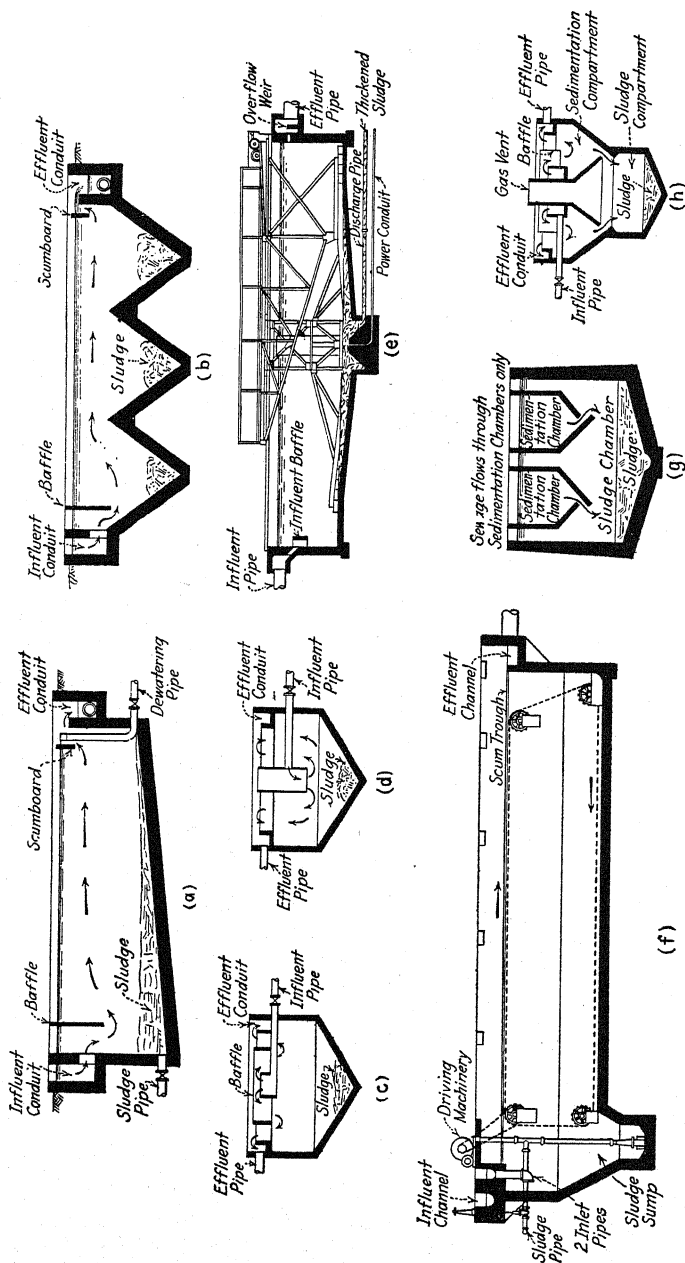 Influent
Conduit
Baffle
Scumboard
Effluent
Conduit
Sludge
Sludge Pipe
Dewatering
Pipe
(a)
Influent
Conduit
Baffle
Scumboard
Effluent
Conduit
Sludge
(b)
Effluent
Pipe
Baffle
Effluent
Conduit
Influent
Pipe
Sludge
(c)
Effluent
Conduit
Influent
Pipe
Effluent Pipe
Sludge
(d)
Influent
Pipe
Influent Baffle
Overflow
Weir
Effluent
Pipe
Discharge Pipe
Thickened
Sludge
Power Conduit
(e)
Influent
Channel
Driving
Machinery
Sludge
Pipe
2 Inlet
Pipes
Sludge
Sump
Scum Trough
Effluent
Channel
(f)
Sewage flows through
Sedimentation Chambers only
Sedimen-
tation
Chamber
Sedimen-
tation
Chamber
Sludge Chamber
Sludge
(g)
Effluent
Conduit
Influent
Pipe
Gas Vent
Baffle
Effluent
Pipe
Sedimentation
Compartment
Sludge
Compartment
Sludge
(h)